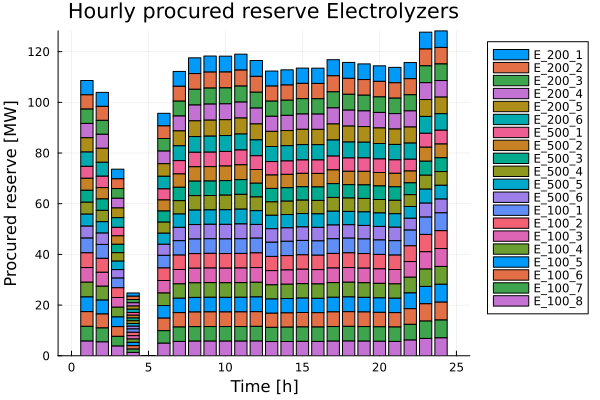 Hourly procured reserve Electrolyzers
Procured reserve [MW]
120
100
80
60
40
20
0
0 5 10 15 20 25
Time [h]
E_200_1
E_200_2
E_200_3
E_200_4
E_200_5
E_200_6
E_500_1
E_500_2
E_500_3
E_500_4
E_500_5
E_500_6
E_100_1
E_100_2
E_100_3
E_100_4
E_100_5
E_100_6
E_100_7
E_100_8